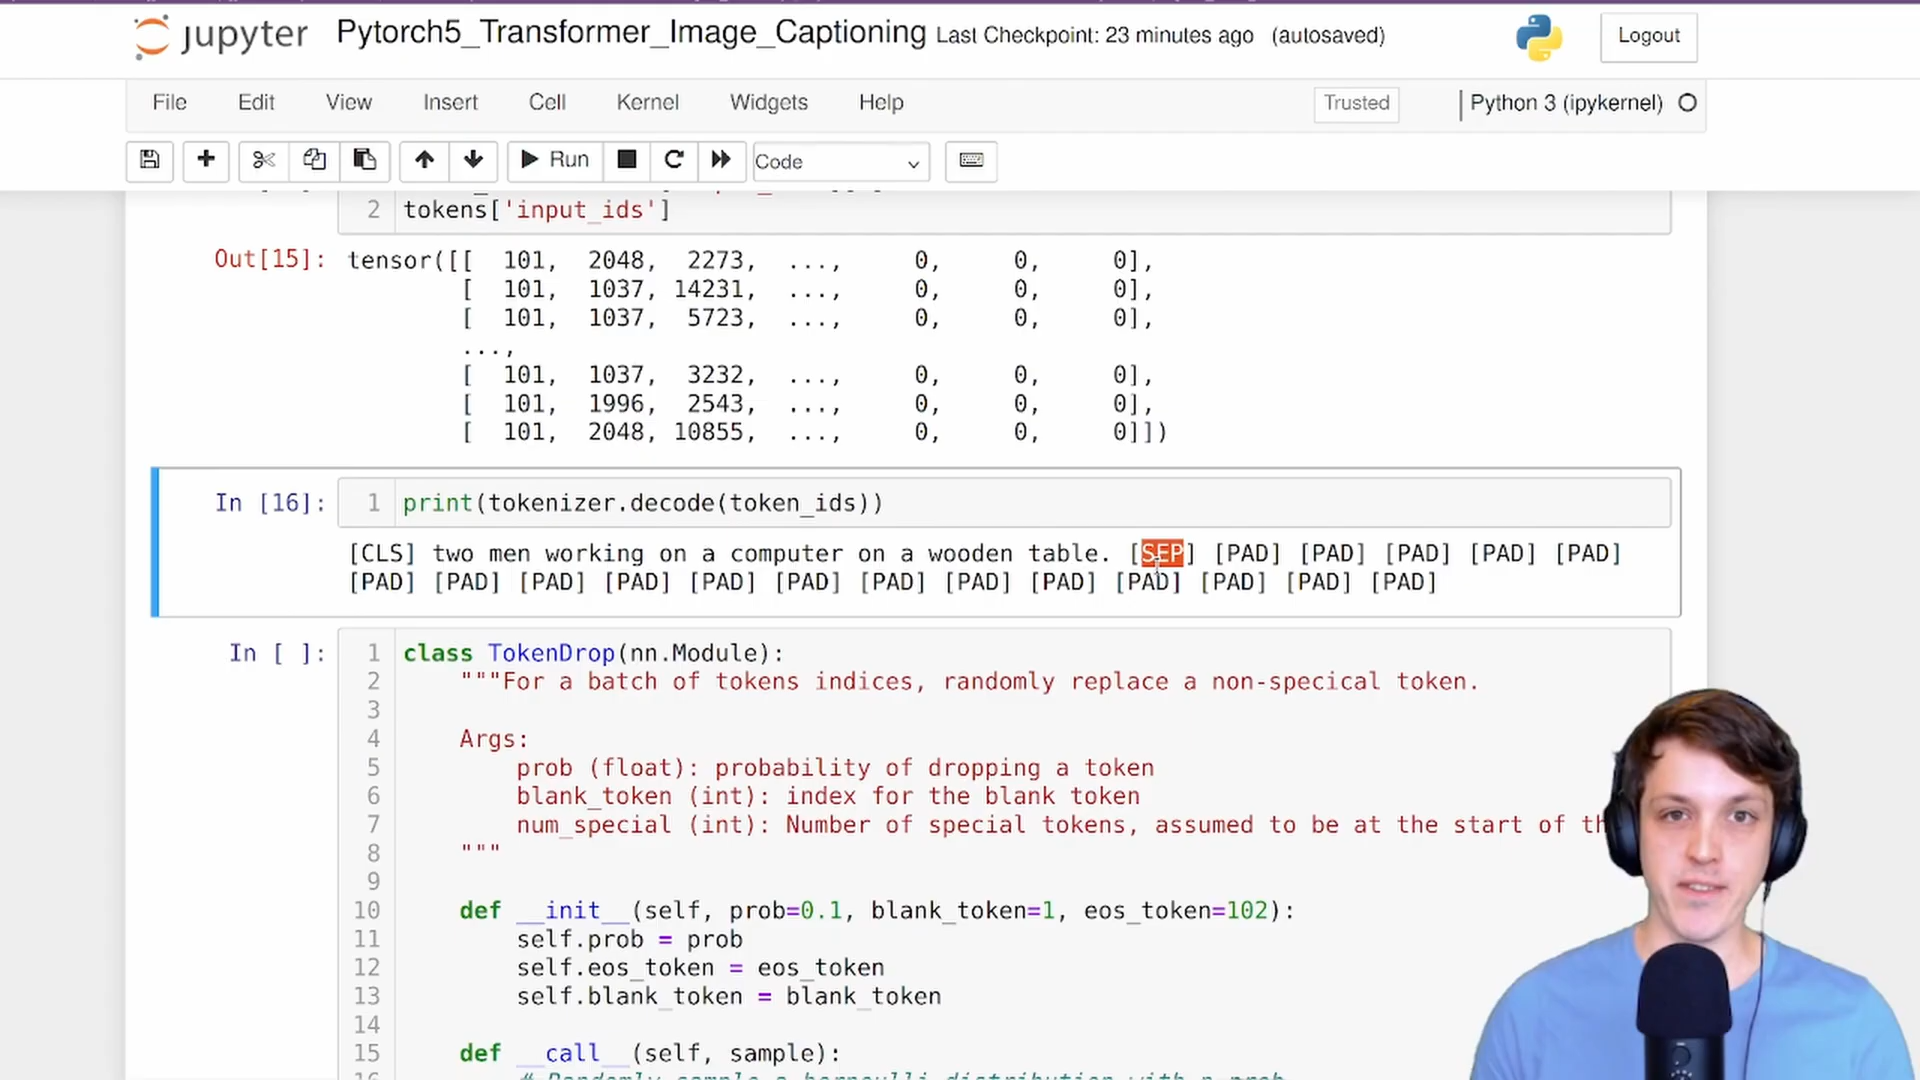 jupyter Pytorch5_Transformer_Image_Captioning Last Checkpoint: 23 minutes ago (autosaved) Logout
File Edit View Insert Cell Kernel Widgets Help Trusted Python 3 (ipykernel)
Run Code
2 tokens['input_ids']
Out[15]: tensor([[ 101, 2048, 2273, ..., 0, 0, 0],
[ 101, 1037, 14231, ..., 0, 0, 0],
[ 101, 1037, 5723, ..., 0, 0, 0],
...,
[ 101, 1037, 3232, ..., 0, 0, 0],
[ 101, 1996, 2543, ..., 0, 0, 0],
[ 101, 2048, 10855, ..., 0, 0, 0]])
In [16]: 1 print(tokenizer.decode(token_ids))
[CLS] two men working on a computer on a wooden table. [SEP] [PAD] [PAD] [PAD] [PAD] [PAD]
[PAD] [PAD] [PAD] [PAD] [PAD] [PAD] [PAD] [PAD] [PAD] [PAD] [PAD] [PAD] [PAD]
In [ ]: 1 class TokenDrop(nn.Module):
2 """For a batch of tokens indices, randomly replace a non-specical token.
3
4 Args:
5 prob (float): probability of dropping a token
6 blank_token (int): index for the blank token
7 num_special (int): Number of special tokens, assumed to be at the start of
8 """
9
10 def __init__(self, prob=0.1, blank_token=1, eos_token=102):
11 self.prob = prob
12 self.eos_token = eos_token
13 self.blank_token = blank_token
14
15 def __call__(self, sample):
# Randomly sample a bernoulli distribution with p=prob